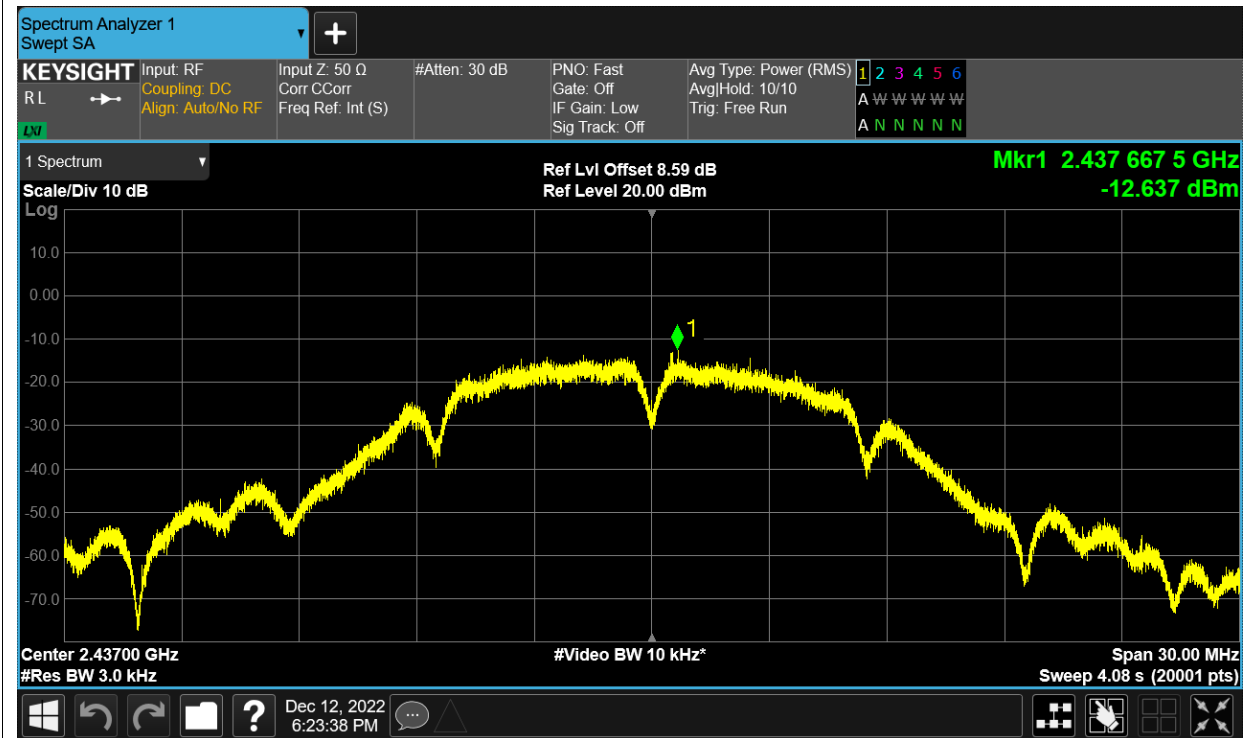 Spectrum Analyzer 1
Swept SA
KEYSIGHT
R L
LXI
Input: RF
Coupling: DC
Align: Auto/No RF
Input Z: 50 Ω
Corr CCorr
Freq Ref: Int (S)
#Atten: 30 dB
PNO: Fast
Gate: Off
IF Gain: Low
Sig Track: Off
Avg Type: Power (RMS)
Avg|Hold: 10/10
Trig: Free Run
1 2 3 4 5 6
A W W W W W
A N N N N N
1 Spectrum
Scale/Div 10 dB
Ref Lvl Offset 8.59 dB
Ref Level 20.00 dBm
Mkr1 2.437 667 5 GHz
-12.637 dBm
Log
10.0
0.00
-10.0
-20.0
-30.0
-40.0
-50.0
-60.0
-70.0
1
Center 2.43700 GHz
#Res BW 3.0 kHz
#Video BW 10 kHz*
Span 30.00 MHz
Sweep 4.08 s (20001 pts)
?
Dec 12, 2022
6:23:38 PM